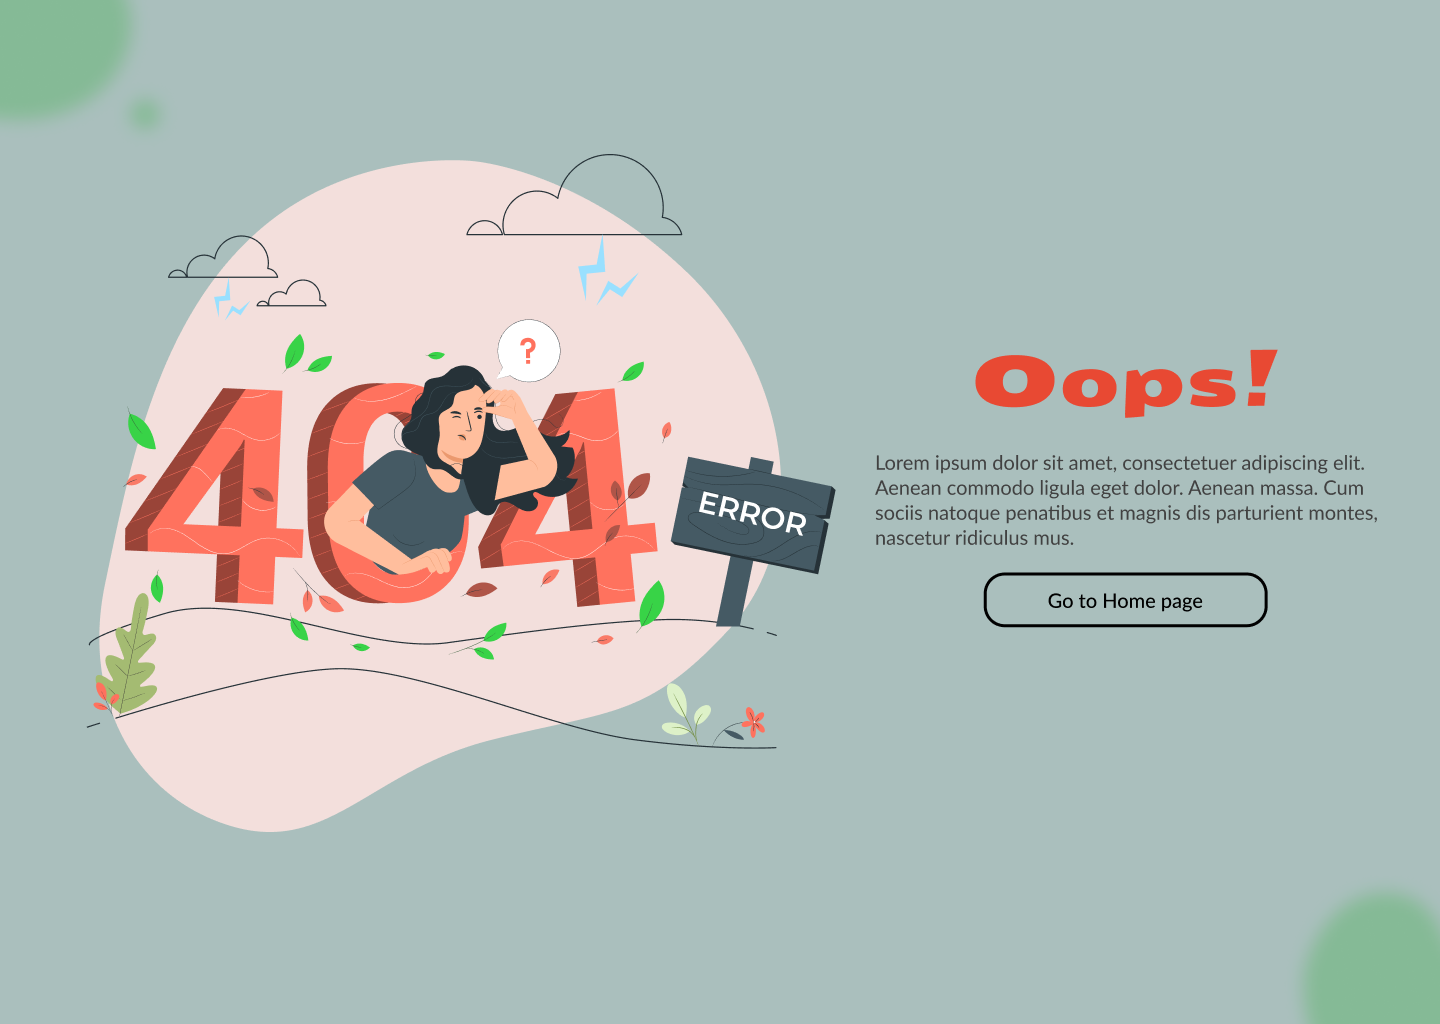 404
?
ERROR
Oops!
Lorem ipsum dolor sit amet, consectetuer adipiscing elit.
Aenean commodo ligula eget dolor. Aenean massa. Cum
sociis natoque penatibus et magnis dis parturient montes,
nascetur ridiculus mus.
Go to Home page